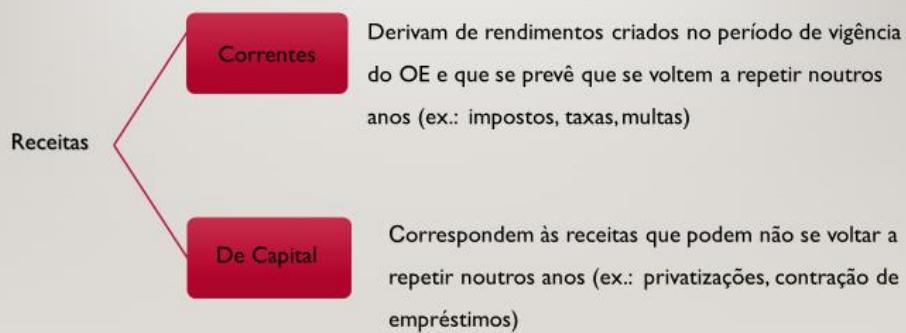 Receitas
Correntes
Derivam de rendimentos criados no período de vigência
do OE e que se prevê que se voltem a repetir noutros
anos (ex.: impostos, taxas, multas)
De Capital
Correspondem às receitas que podem não se voltar a
repetir noutros anos (ex.: privatizações, contração de
empréstimos)